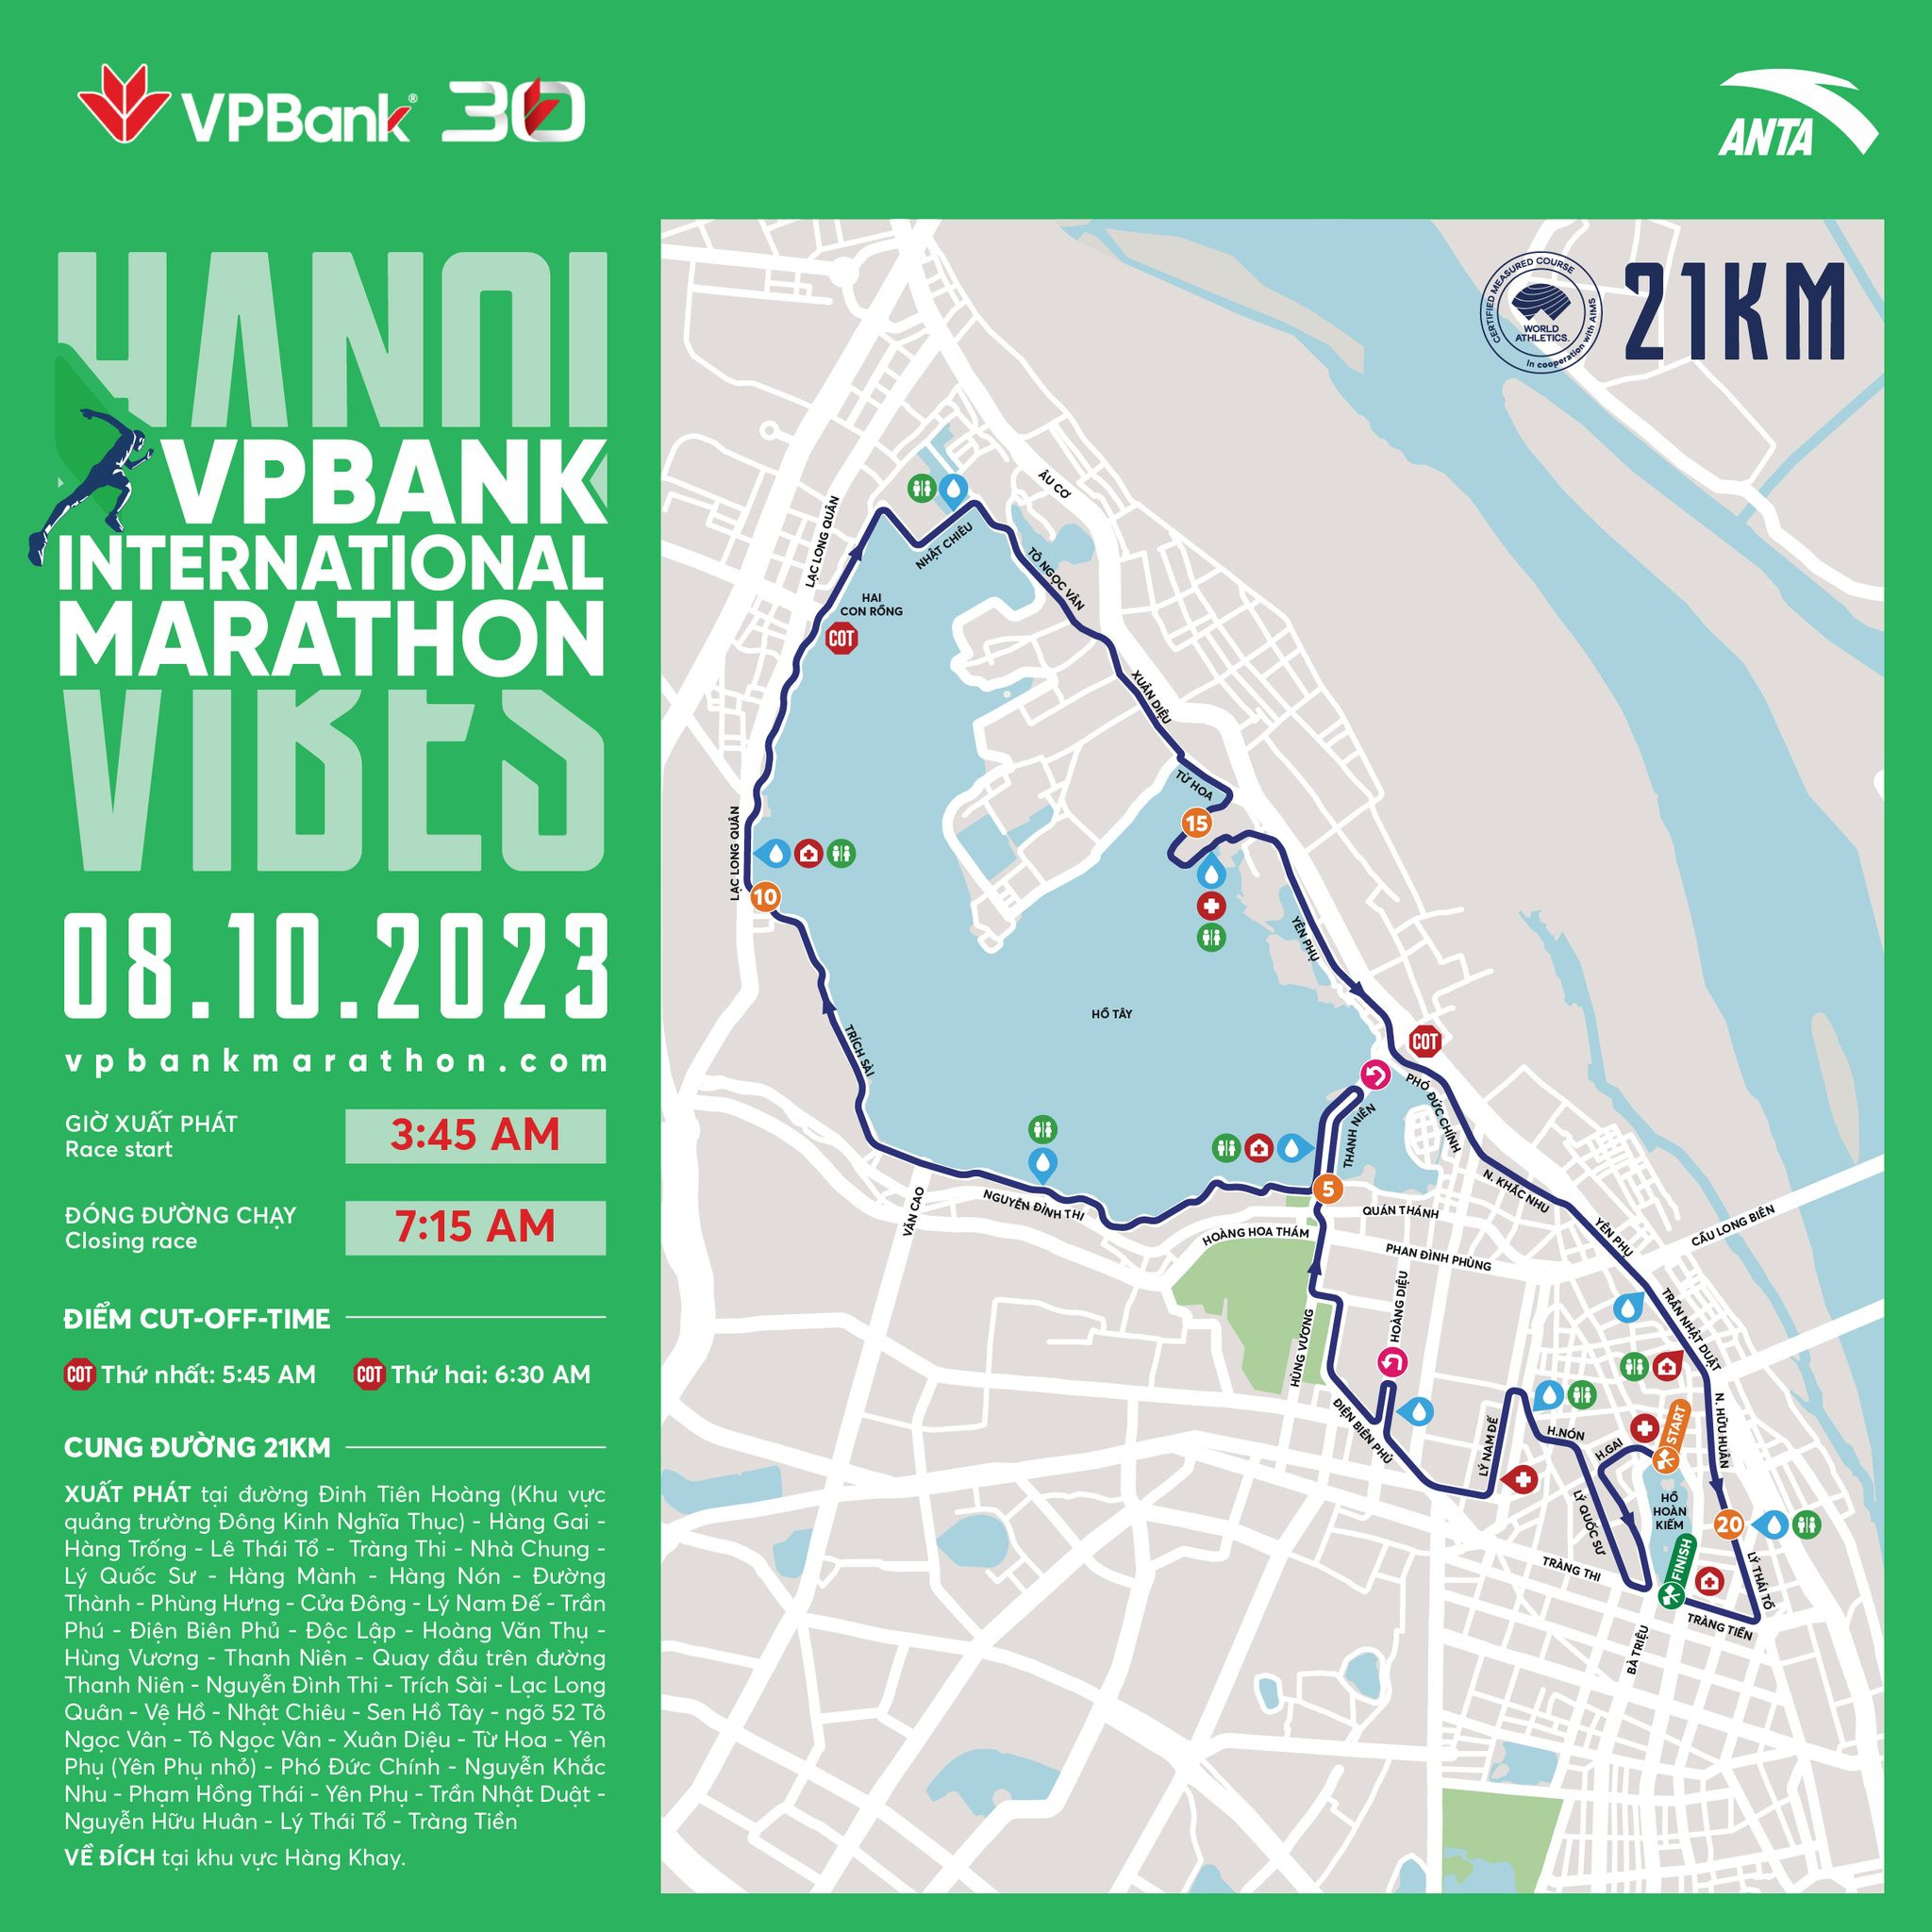 VPBank® 30
ANTA
HANOI
VPBANK
INTERNATIONAL
MARATHON
VIBES
08.10.2023
vpbankmarathon.com
GIỜ XUẤT PHÁT
Race start
3:45 AM
ĐÓNG ĐƯỜNG CHẠY
Closing race
7:15 AM
ĐIỂM CUT-OFF-TIME
COT Thứ nhất: 5:45 AM
COT Thứ hai: 6:30 AM
CUNG ĐƯỜNG 21KM
XUẤT PHÁT tại đường Đinh Tiên Hoàng (Khu vực
quảng trường Đông Kinh Nghĩa Thục) - Hàng Gai -
Hàng Trống - Lê Thái Tổ - Tràng Thi - Nhà Chung -
Lý Quốc Sư - Hàng Mành - Hàng Nón - Đường
Thành - Phùng Hưng - Cửa Đông - Lý Nam Đế - Trần
Phú - Điện Biên Phủ - Độc Lập - Hoàng Văn Thụ -
Hùng Vương - Thanh Niên - Quay đầu trên đường
Thanh Niên - Nguyễn Đình Thi - Trích Sài - Lạc Long
Quân - Vệ Hồ - Nhật Chiêu - Sen Hồ Tây - ngõ 52 Tô
Ngọc Vân - Tô Ngọc Vân - Xuân Diệu - Từ Hoa - Yên
Phụ (Yên Phụ nhỏ) - Phó Đức Chính - Nguyễn Khắc
Nhu - Phạm Hồng Thái - Yên Phụ - Trần Nhật Duật -
Nguyễn Hữu Huân - Lý Thái Tổ - Tràng Tiền
VỀ ĐÍCH tại khu vực Hàng Khay.
CERTIFIED MEASURED COURSE
WORLD
ATHLETICS.
in cooperation with AIMS
21KM
ÂU CƠ
LẠC LONG QUÂN
NHẬT CHIÊU
TÔ NGỌC VÂN
HAI
CON RỒNG
COT
XUÂN DIỆU
TỪ HOA
15
LẠC LONG QUÂN
10
YÊN PHỤ
HỒ TÂY
TRÍCH SÀI
COT
PHÓ ĐỨC CHÍNH
THANH NIÊN
5
N. KHẮC NHU
NGUYỄN ĐÌNH THI
VĂN CAO
QUÁN THÁNH
HOÀNG HOA THÁM
YÊN PHỤ
CẦU LONG BIÊN
PHAN ĐÌNH PHÙNG
HOÀNG DIỆU
HÙNG VƯƠNG
TRẦN NHẬT DUẬT
ĐIỆN BIÊN PHỦ
LÝ NAM ĐẾ
H.NÓN
H.GAI
START
N. HỮU HUÂN
LÝ QUỐC SƯ
HỒ
HOÀN
KIẾM
20
TRÀNG THI
FINISH
LÝ THÁI TỔ
TRÀNG TIỀN
BÀ TRIỆU